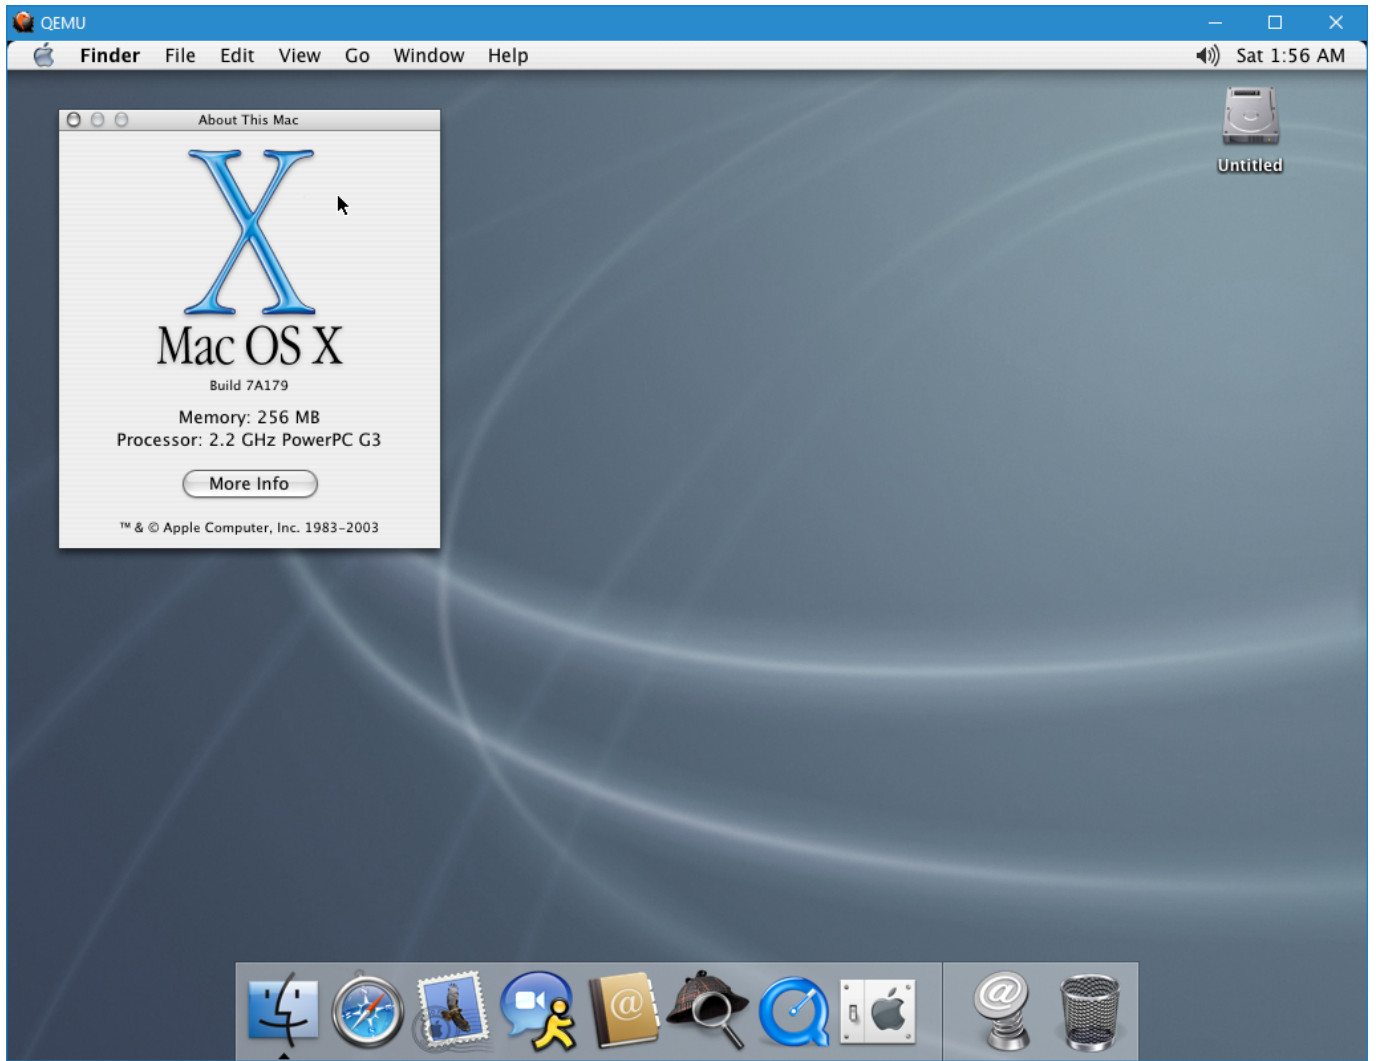 QEMU
Finder File Edit View Go Window Help Sat 1:56 AM
About This Mac
X
Mac OS X
Build 7A179
Memory: 256 MB
Processor: 2.2 GHz PowerPC G3
More Info
™ & © Apple Computer, Inc. 1983-2003
Untitled
@
@